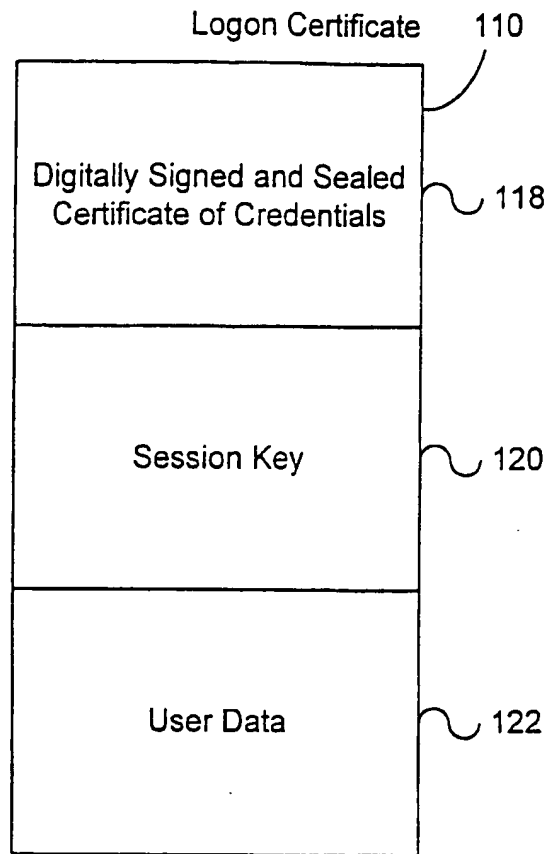 Logon Certificate 110
Digitally Signed and Sealed
Certificate of Credentials
118
Session Key
120
User Data
122